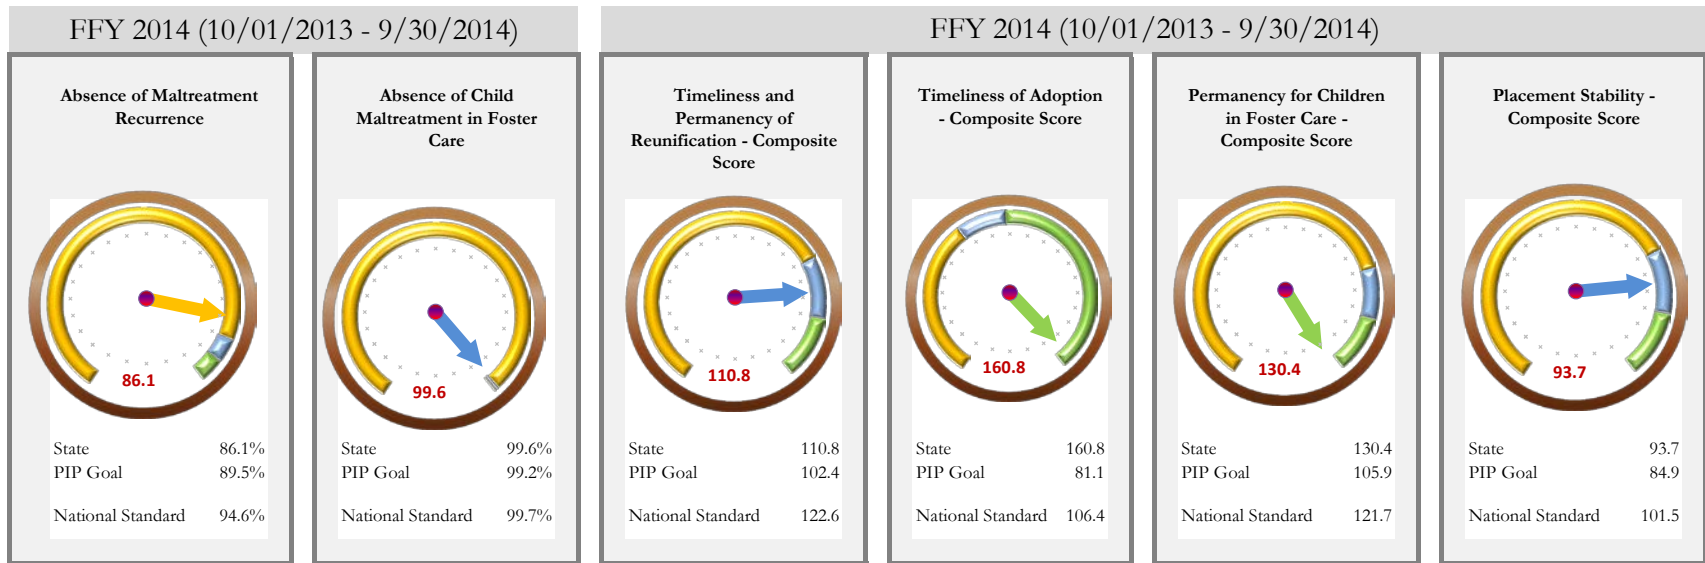 FFY 2014 (10/01/2013 - 9/30/2014)
FFY 2014 (10/01/2013 - 9/30/2014)
Absence of Maltreatment
Recurrence
86.1
State 86.1%
PIP Goal 89.5%
National Standard 94.6%
Absence of Child
Maltreatment in Foster
Care
99.6
State 99.6%
PIP Goal 99.2%
National Standard 99.7%
Timeliness and
Permanency of
Reunification - Composite
Score
110.8
State 110.8
PIP Goal 102.4
National Standard 122.6
Timeliness of Adoption
- Composite Score
160.8
State 160.8
PIP Goal 81.1
National Standard 106.4
Permanency for Children
in Foster Care -
Composite Score
130.4
State 130.4
PIP Goal 105.9
National Standard 121.7
Placement Stability -
Composite Score
93.7
State 93.7
PIP Goal 84.9
National Standard 101.5